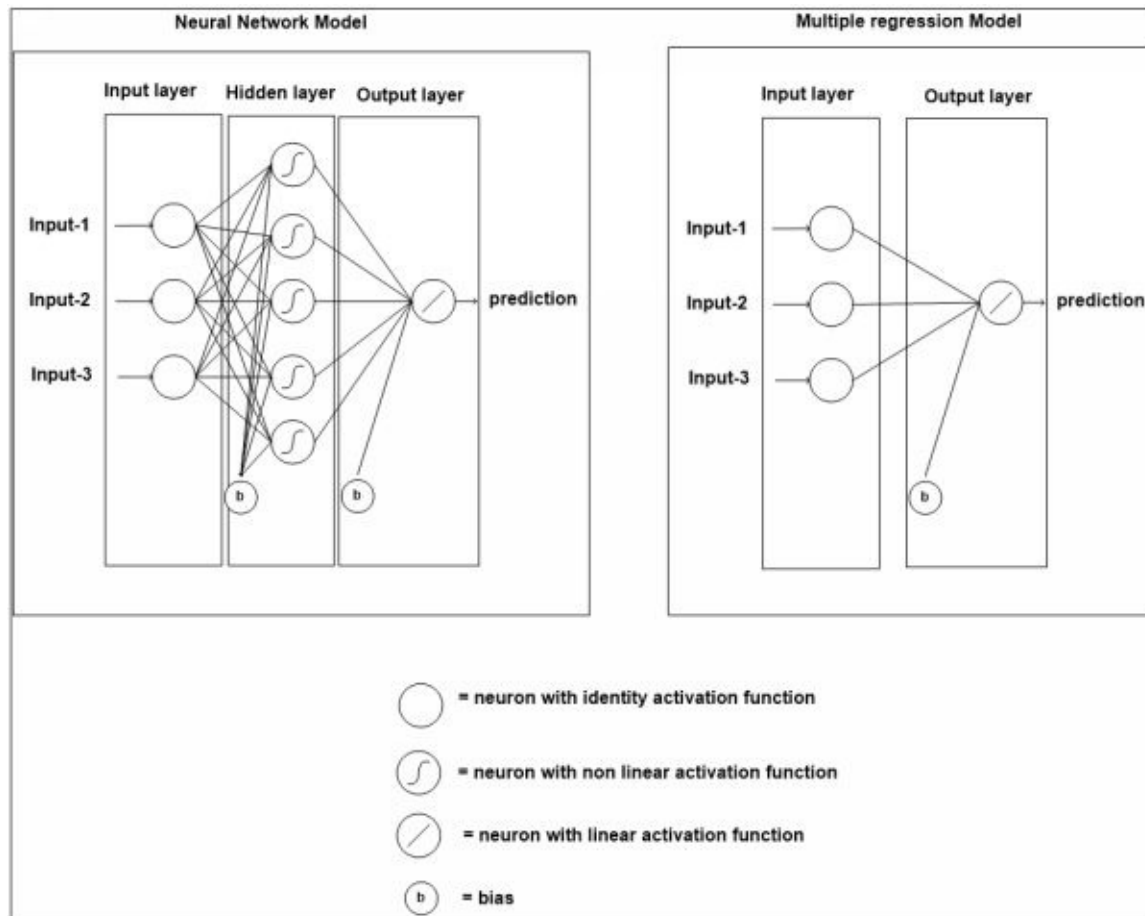 Neural Network Model
Input layer
Hidden layer
Output layer
Input-1
Input-2
Input-3
prediction
b
b
Multiple regression Model
Input layer
Output layer
Input-1
Input-2
Input-3
prediction
b
= neuron with identity activation function
= neuron with non linear activation function
= neuron with linear activation function
b = bias